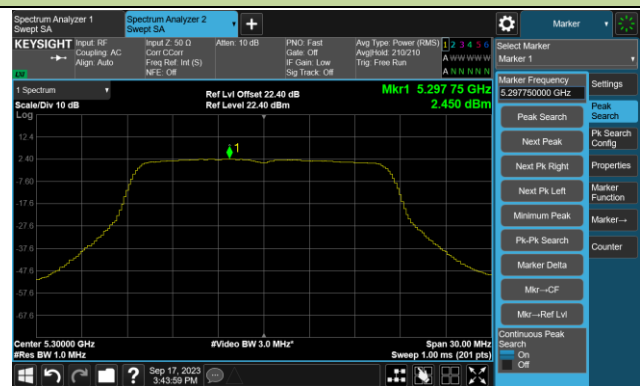 Spectrum Analyzer 1
Swept SA
Spectrum Analyzer 2
Swept SA
+
Marker
KEYSIGHT
Input: RF
Coupling: AC
Align: Auto
Input Z: 50 Ω
Corr CCorr
Freq Ref: Int (S)
NFE: Off
Atten: 10 dB
PNO: Fast
Gate: Off
IF Gain: Low
Sig Track: Off
Avg Type: Power (RMS)
Avg|Hold: 210/210
Trig: Free Run
1 2 3 4 5 6
A W W W W W
A N N N N N
LXI
Select Marker
Marker 1
1 Spectrum
Scale/Div 10 dB
Log
Ref Lvl Offset 22.40 dB
Ref Level 22.40 dBm
Mkr1 5.297 75 GHz
2.450 dBm
12.4
2.40
-7.60
-17.6
-27.6
-37.6
-47.6
-57.6
-67.6
1
Center 5.30000 GHz
#Res BW 1.0 MHz
#Video BW 3.0 MHz*
Span 30.00 MHz
Sweep 1.00 ms (201 pts)
Marker Frequency
5.297750000 GHz
Peak Search
Next Peak
Next Pk Right
Next Pk Left
Minimum Peak
Pk-Pk Search
Marker Delta
Mkr→CF
Mkr→Ref Lvl
Continuous Peak
Search
On
Off
Settings
Peak
Search
Pk Search
Config
Properties
Marker
Function
Marker→
Counter
?
Sep 17, 2023
3:43:59 PM